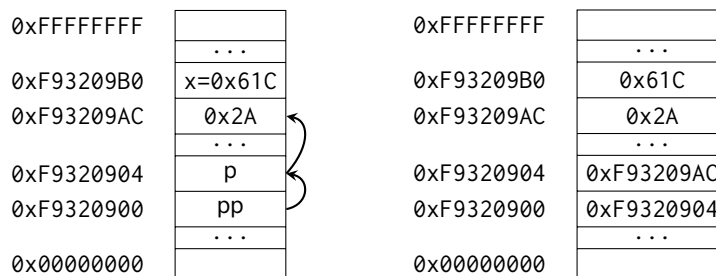 0xFFFFFFFF 0xFFFFFFFF
... ...
0xF93209B0 x=0x61C 0xF93209B0 0x61C
0xF93209AC 0x2A 0xF93209AC 0x2A
... ...
0xF9320904 p 0xF9320904 0xF93209AC
0xF9320900 pp 0xF9320900 0xF9320904
... ...
0x00000000 0x00000000